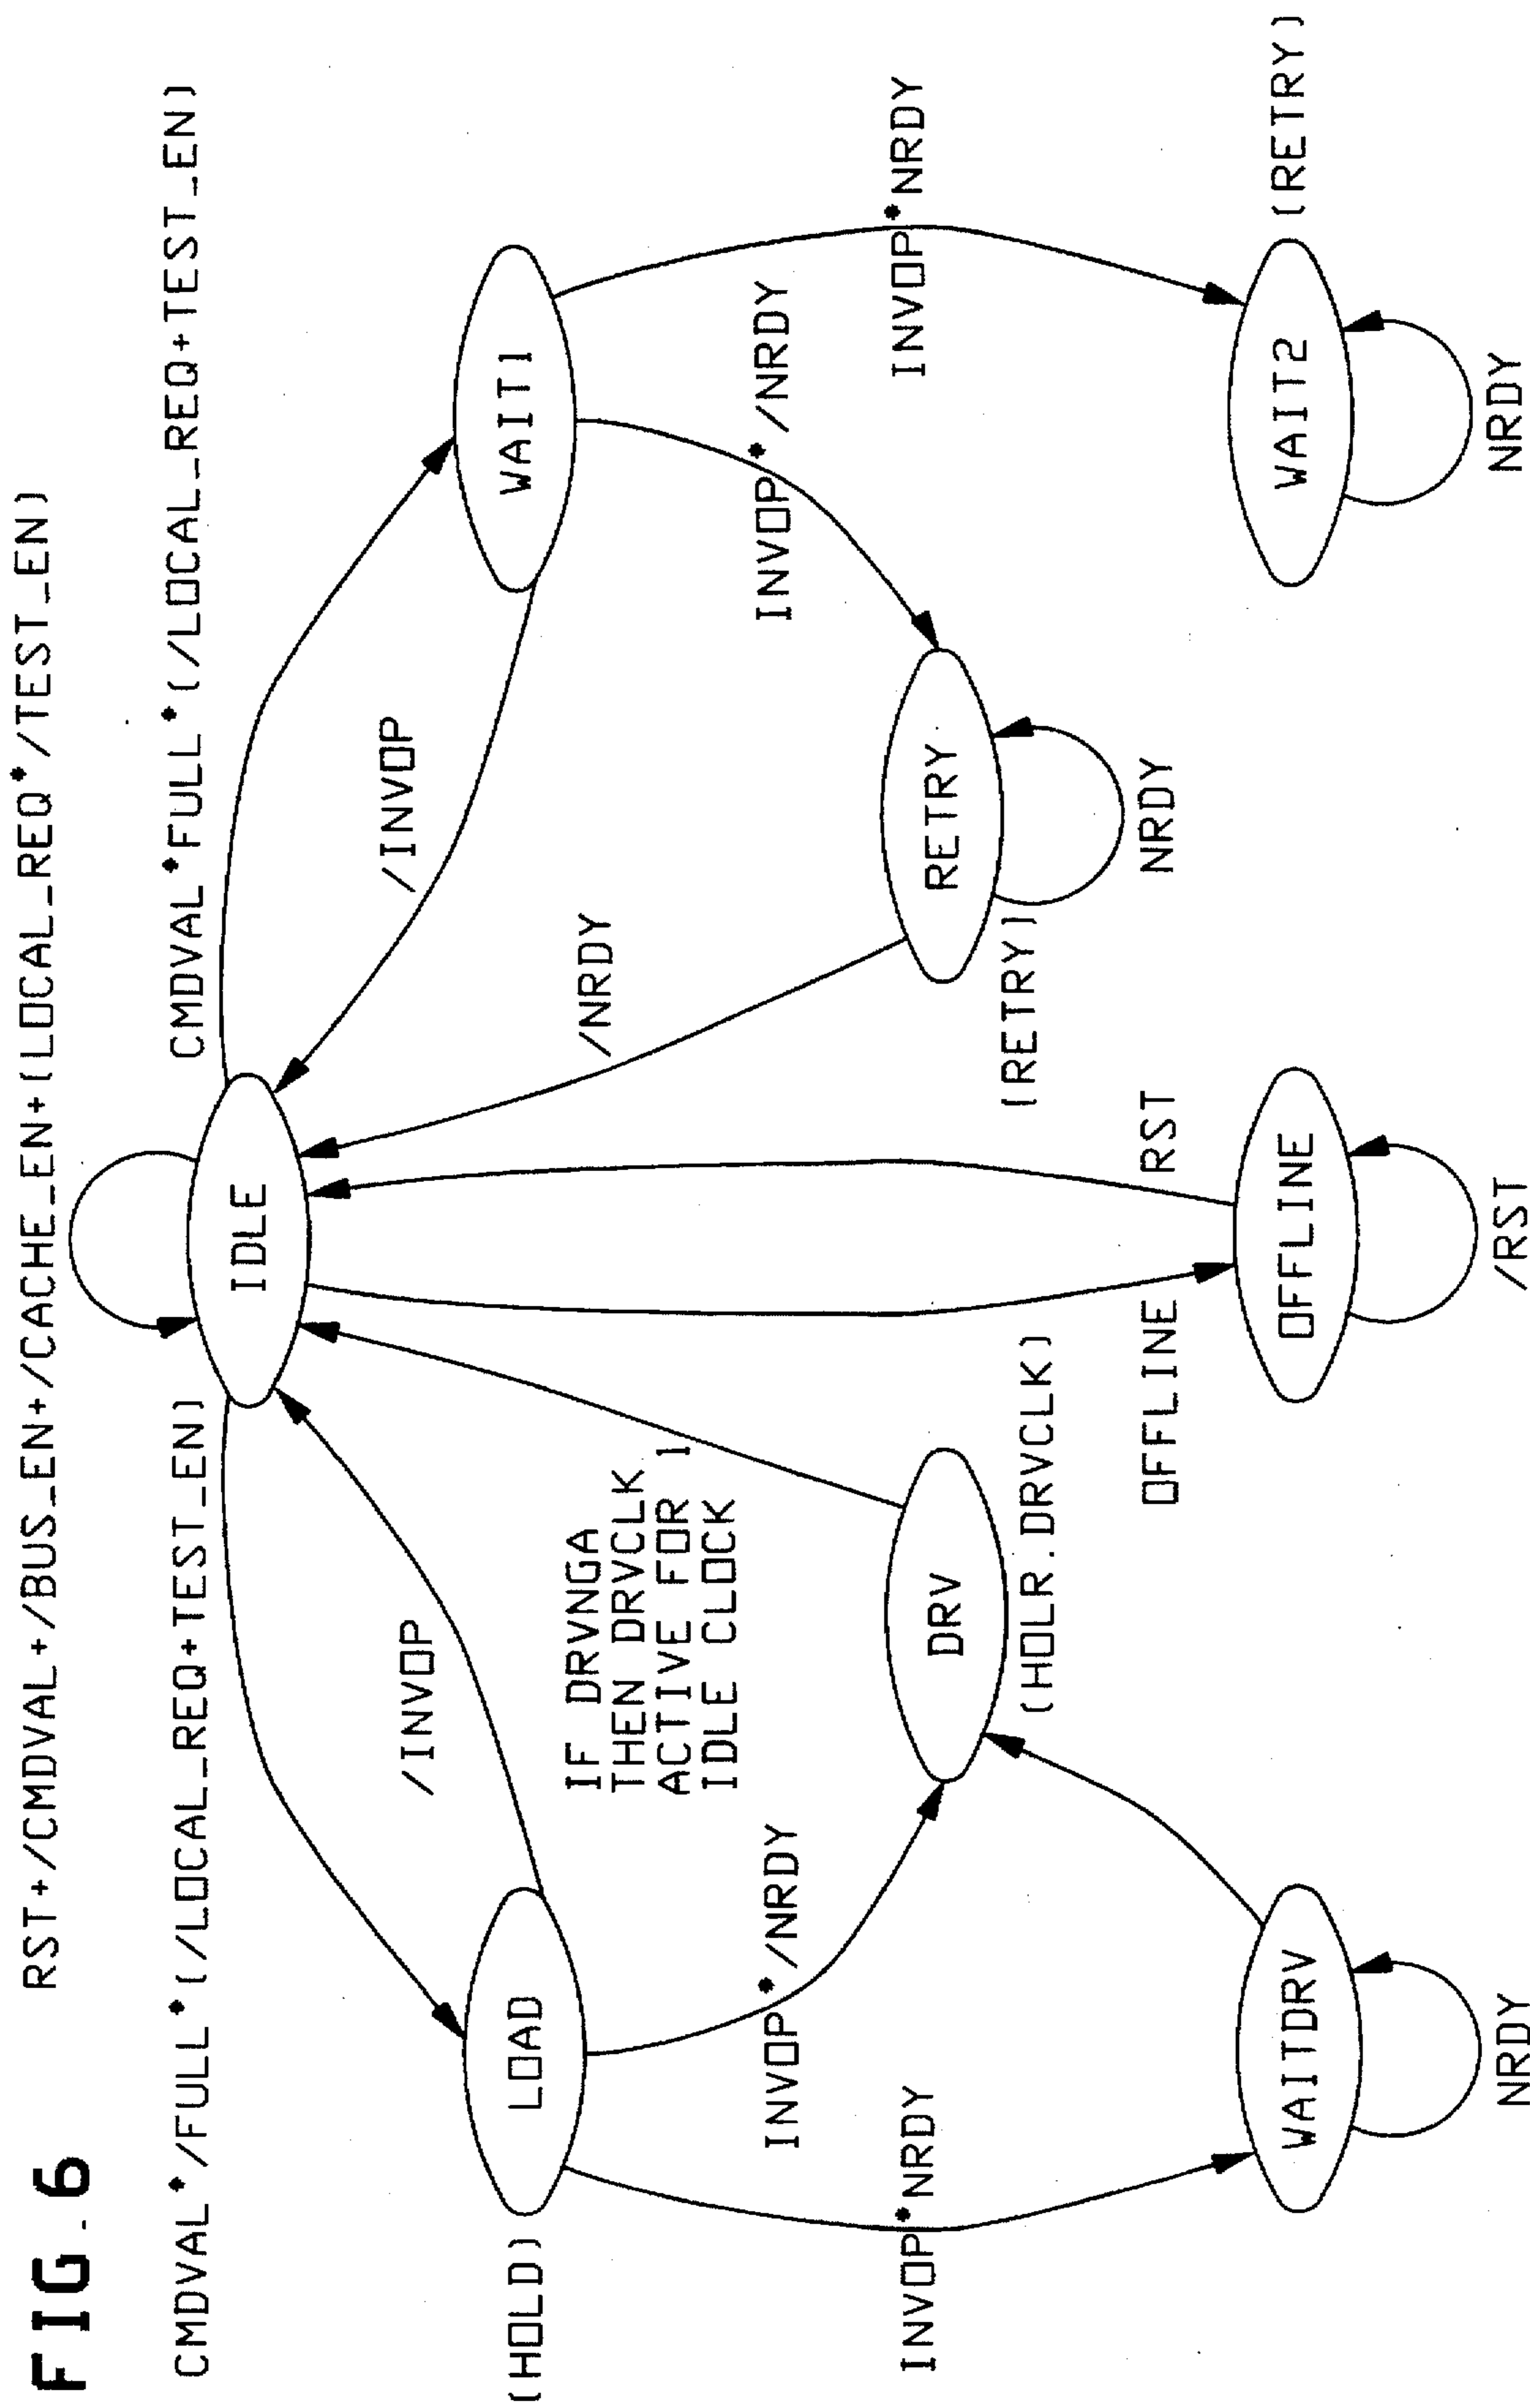 FIG. 6
RST+/CMDVAL+/BUS_EN+/CACHE_EN+(LOCAL_REQ*/TEST_EN)
CMDVAL*/FULL*(/LOCAL_REQ+TEST_EN)
CMDVAL*FULL*(/LOCAL_REQ+TEST_EN)
IDLE
/INVOP
/INVOP
(HOLD)
LOAD
WAIT1
IF DRVNGA
THEN DRVCLK
ACTIVE FOR 1
IDLE CLOCK
/NRDY
INVOP*/NRDY
INVOP*/NRDY
INVOP*NRDY
INVOP*NRDY
DRV
RETRY
(HOLR.DRVCLK)
(RETRY)
OFFLINE
RST
NRDY
WAITDRV
OFFLINE
WAIT2
(RETRY)
NRDY
/RST
NRDY